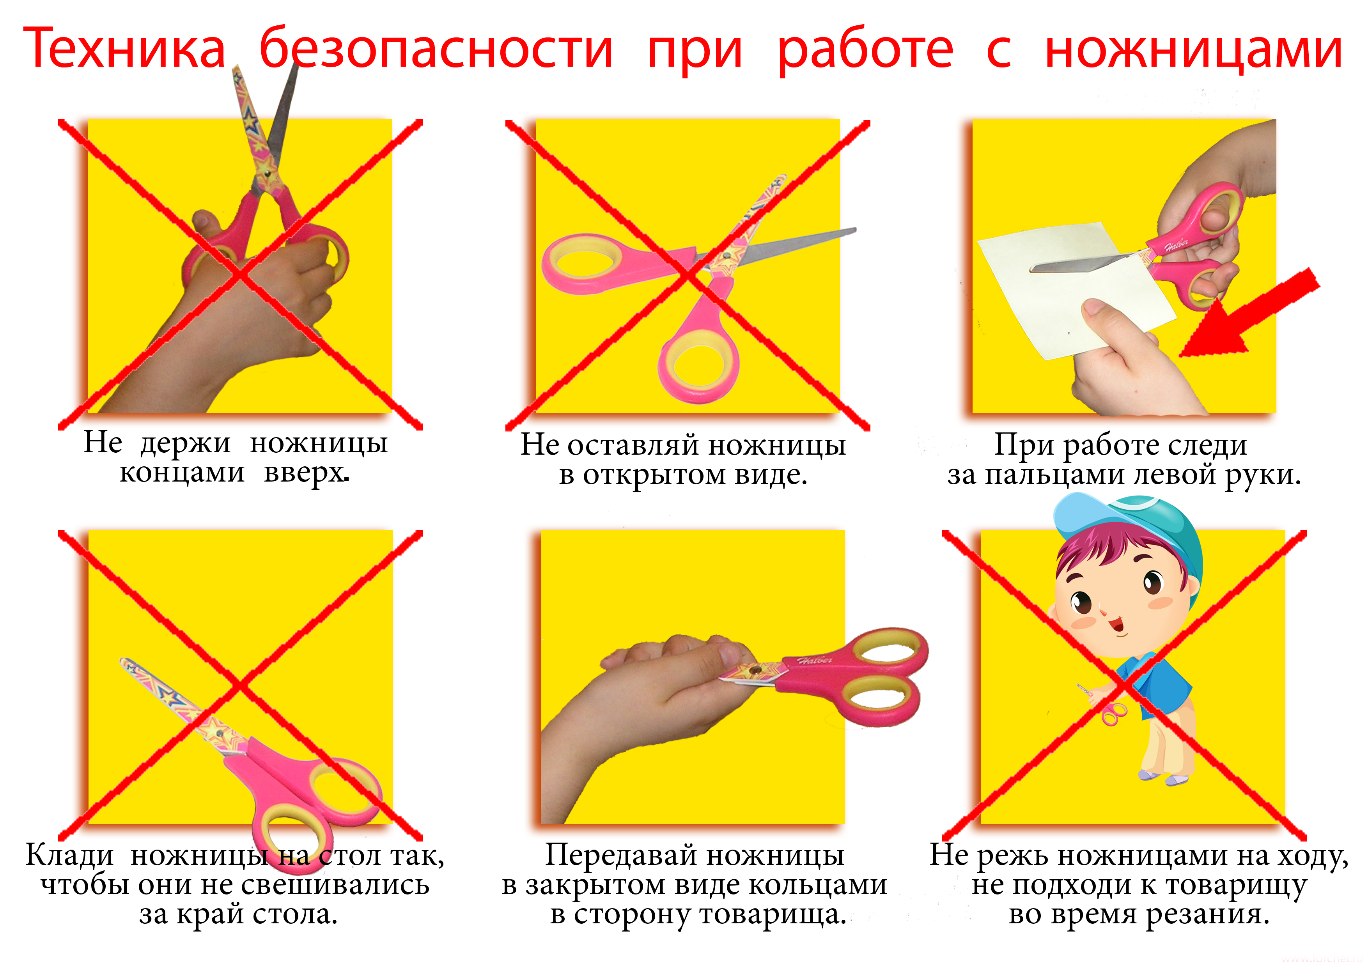 Техника безопасности при работе с ножницами
Не держи ножницы
концами вверх.
Не оставляй ножницы
в открытом виде.
При работе следи
за пальцами левой руки.
Клади ножницы на стол так,
чтобы они не свешивались
за край стола.
Передавай ножницы
в закрытом виде кольцами
в сторону товарища.
Не режь ножницами на ходу,
не подходи к товарищу
во время резания.